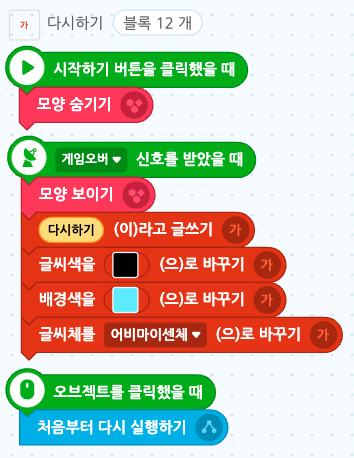 가 다시하기 블록 12 개
시작하기 버튼을 클릭했을 때
모양 숨기기
게임오버 신호를 받았을 때
모양 보이기
다시하기 (이)라고 글쓰기 가
글씨색을 (으)로 바꾸기 가
배경색을 (으)로 바꾸기 가
글씨체를 어비마이센체 (으)로 바꾸기 가
오브젝트를 클릭했을 때
처음부터 다시 실행하기